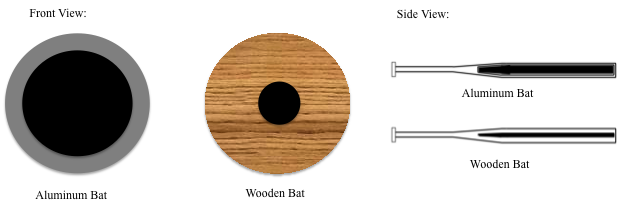 Front View:
Side View:
Aluminum Bat
Wooden Bat
Aluminum Bat
Wooden Bat